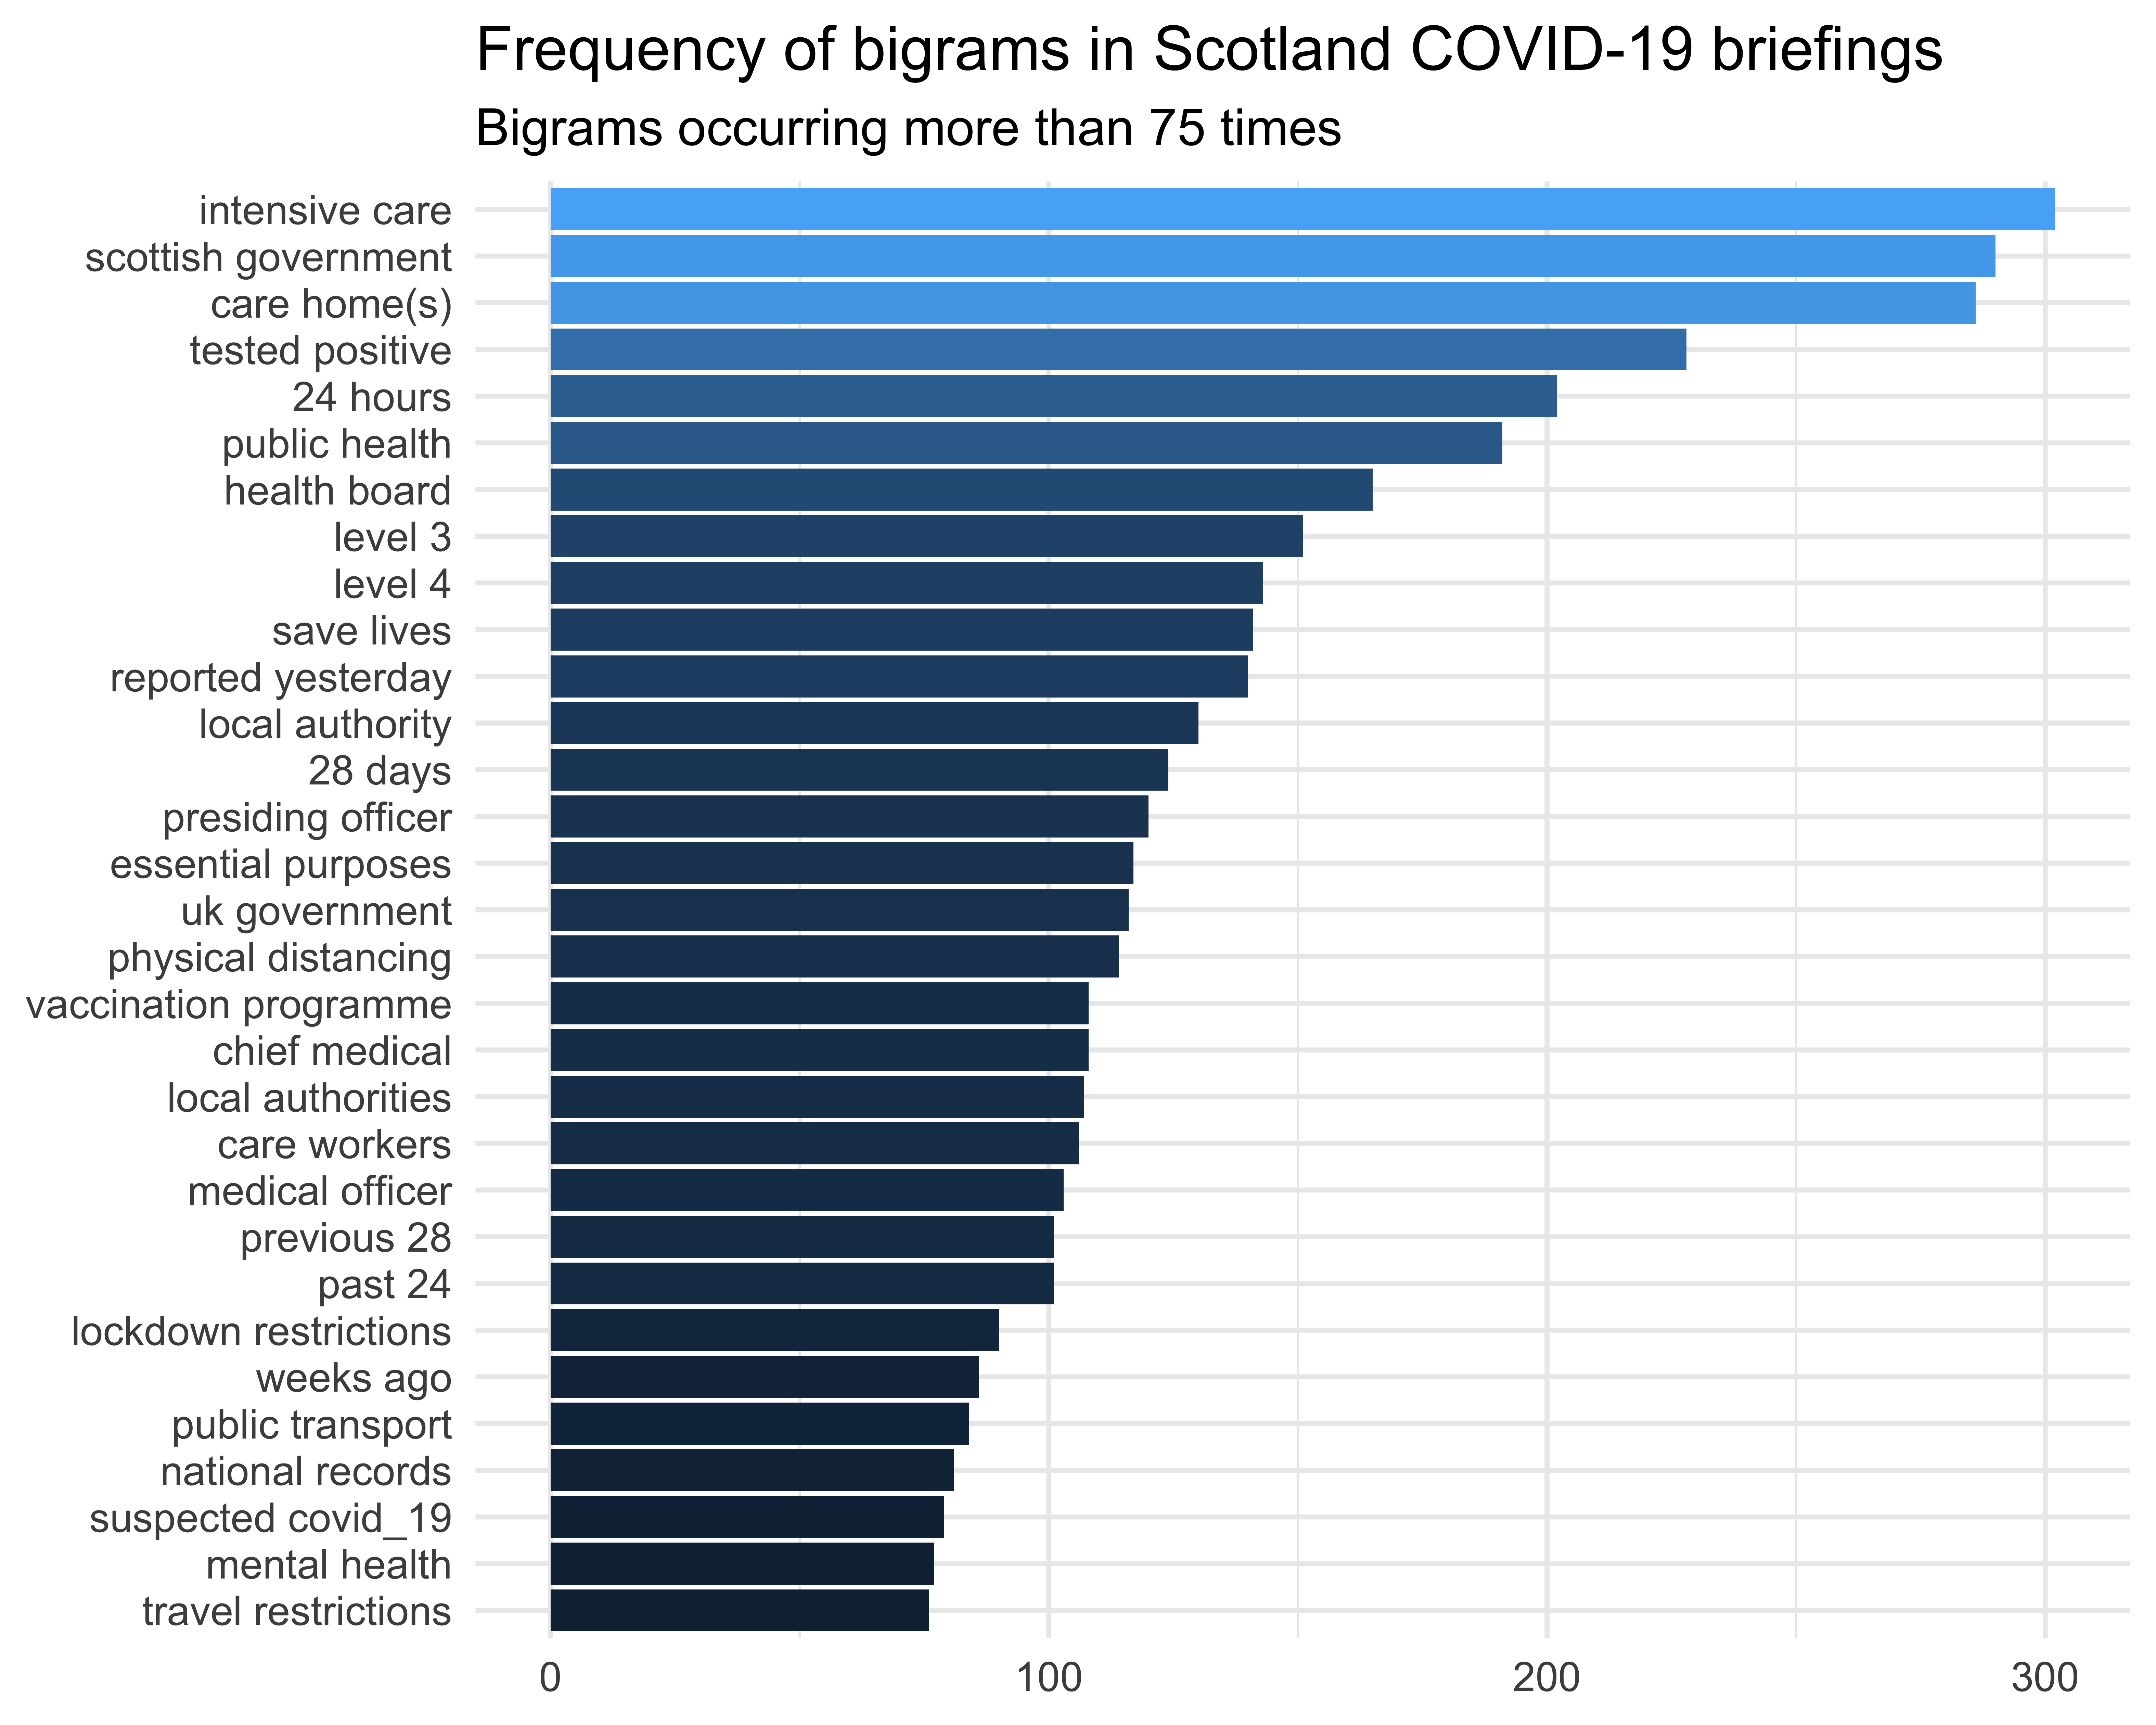 Frequency of bigrams in Scotland COVID-19 briefings
Bigrams occurring more than 75 times
intensive care
scottish government
care home(s)
tested positive
24 hours
public health
health board
level 3
level 4
save lives
reported yesterday
local authority
28 days
presiding officer
essential purposes
uk government
physical distancing
vaccination programme
chief medical
local authorities
care workers
medical officer
previous 28
past 24
lockdown restrictions
weeks ago
public transport
national records
suspected covid_19
mental health
travel restrictions
0 100 200 300